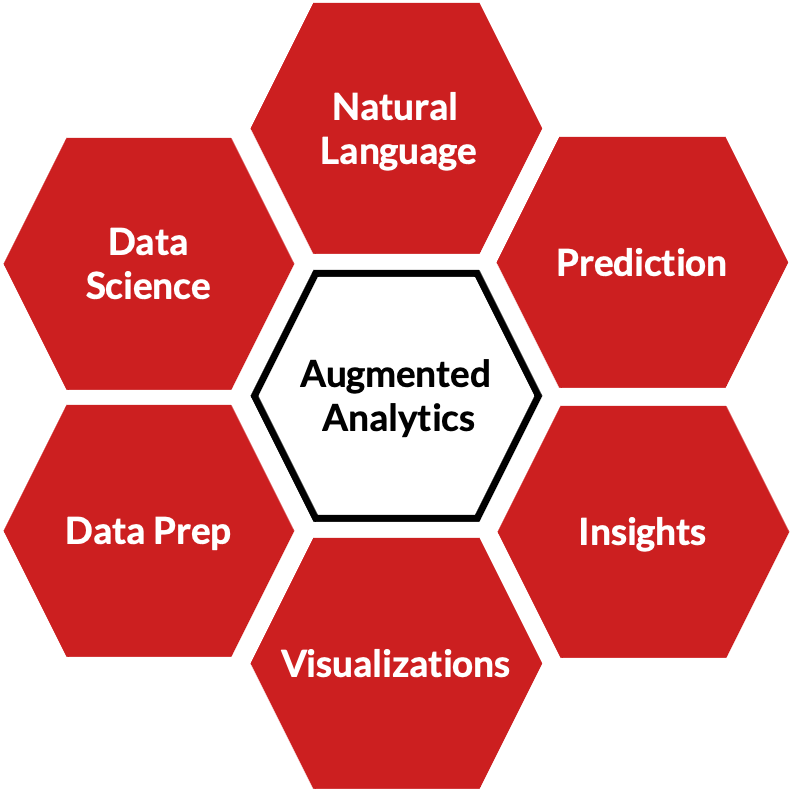 Natural
Language
Data
Science
Prediction
Augmented
Analytics
Data Prep
Insights
Visualizations